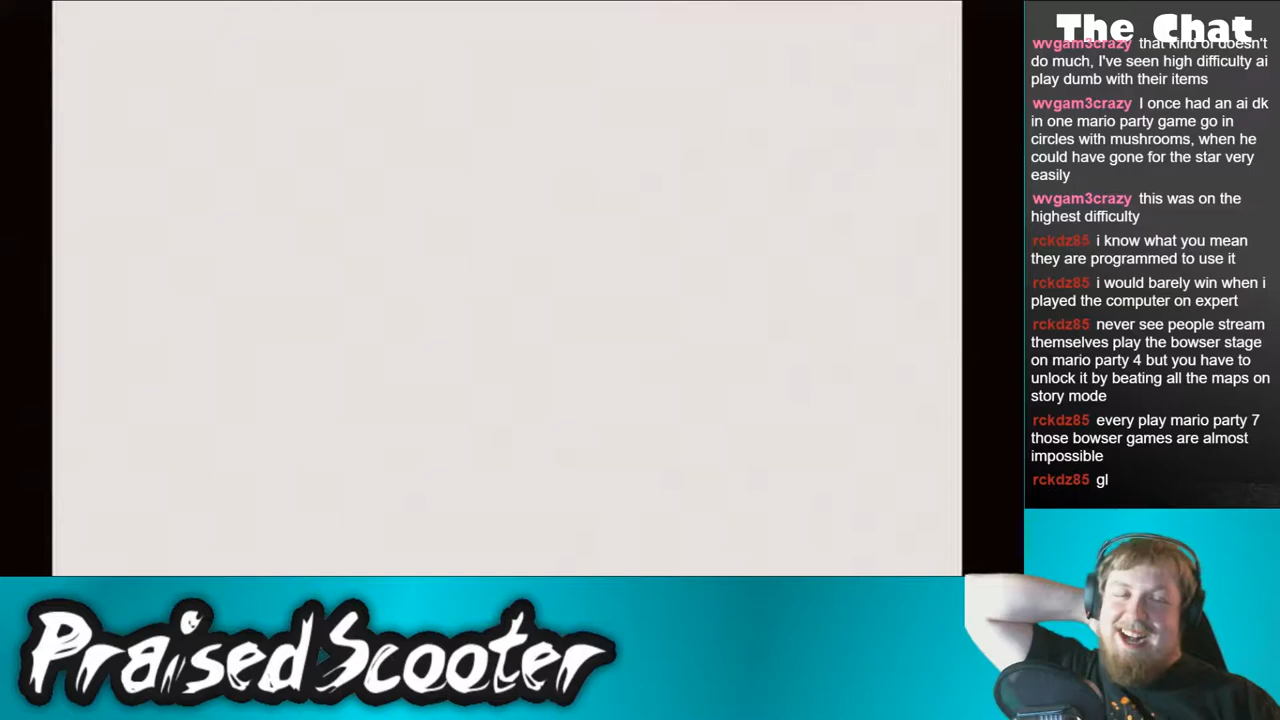 The Chat
wvgam3crazy that kind of doesn't
do much, I've seen high difficulty ai
play dumb with their items
wvgam3crazy I once had an ai dk
in one mario party game go in
circles with mushrooms, when he
could have gone for the star very
easily
wvgam3crazy this was on the
highest difficulty
rckdz85 i know what you mean
they are programmed to use it
rckdz85 i would barely win when i
played the computer on expert
rckdz85 never see people stream
themselves play the bowser stage
on mario party 4 but you have to
unlock it by beating all the maps on
story mode
rckdz85 every play mario party 7
those bowser games are almost
impossible
rckdz85 gl
PraisedScooter